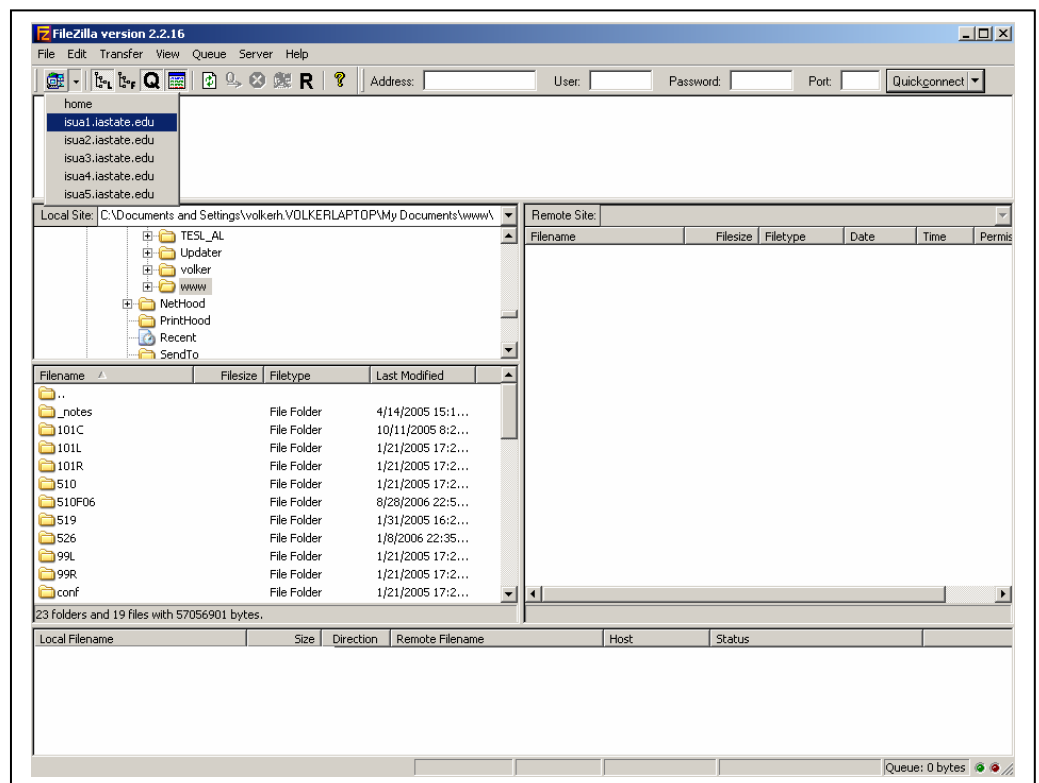 FileZilla version 2.2.16
File Edit Transfer View Queue Server Help
Address: User: Password: Port: Quickconnect
home
isua1.iastate.edu
isua2.iastate.edu
isua3.iastate.edu
isua4.iastate.edu
isua5.iastate.edu
Local Site: C:\Documents and Settings\volkerh.VOLKERLAPTOP\My Documents\www\
TESL_AL
Updater
volker
www
NetHood
PrintHood
Recent
SendTo
Filename Filesize Filetype Last Modified
..
_notes File Folder 4/14/2005 15:1...
101C File Folder 10/11/2005 8:2...
101L File Folder 1/21/2005 17:2...
101R File Folder 1/21/2005 17:2...
510 File Folder 1/21/2005 17:2...
510F06 File Folder 8/28/2006 22:5...
519 File Folder 1/31/2005 16:2...
526 File Folder 1/8/2006 22:35...
99L File Folder 1/21/2005 17:2...
99R File Folder 1/21/2005 17:2...
conf File Folder 1/21/2005 17:2...
23 folders and 19 files with 57056901 bytes.
Remote Site:
Filename Filesize Filetype Date Time Permis
Local Filename Size Direction Remote Filename Host Status
Queue: 0 bytes